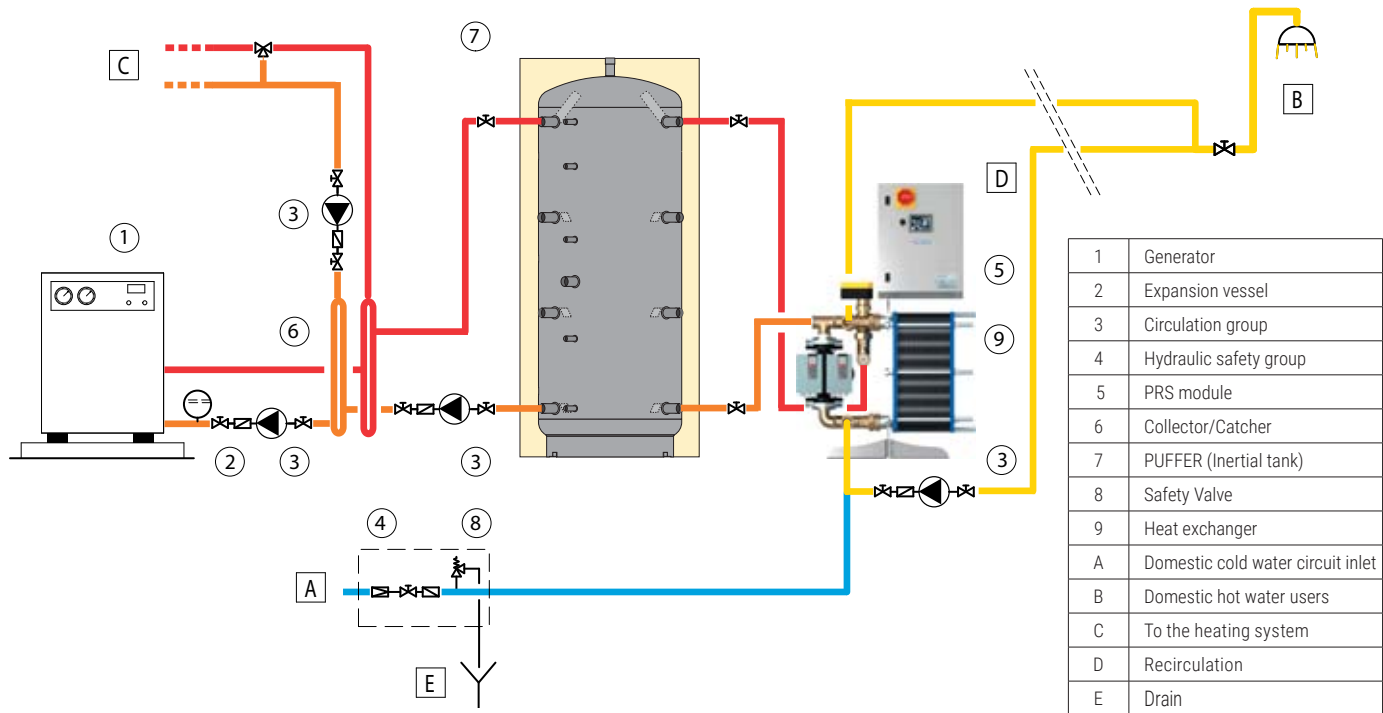 7
C
B
D
3
1
5
6
9
2
3
3
3
4
8
A
E
1 Generator
2 Expansion vessel
3 Circulation group
4 Hydraulic safety group
5 PRS module
6 Collector/Catcher
7 PUFFER (Inertial tank)
8 Safety Valve
9 Heat exchanger
A Domestic cold water circuit inlet
B Domestic hot water users
C To the heating system
D Recirculation
E Drain